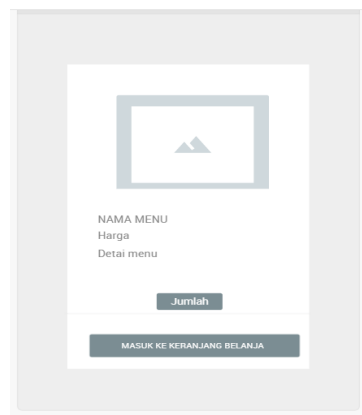 NAMA MENU
Harga
Detai menu
Jumlah
MASUK KE KERANJANG BELANJA